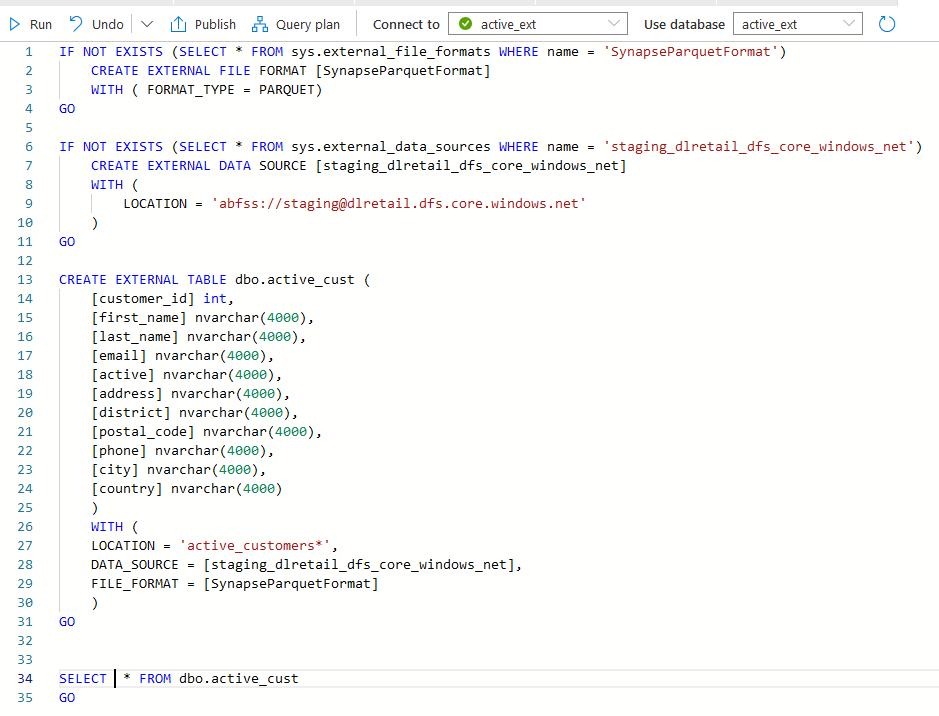 Run Undo Publish Query plan Connect to active_ext Use database active_ext
1 IF NOT EXISTS (SELECT * FROM sys.external_file_formats WHERE name = 'SynapseParquetFormat')
2 CREATE EXTERNAL FILE FORMAT [SynapseParquetFormat]
3 WITH ( FORMAT_TYPE = PARQUET)
4 GO
5
6 IF NOT EXISTS (SELECT * FROM sys.external_data_sources WHERE name = 'staging_dlretail_dfs_core_windows_net')
7 CREATE EXTERNAL DATA SOURCE [staging_dlretail_dfs_core_windows_net]
8 WITH (
9 LOCATION = 'abfss://staging@dlretail.dfs.core.windows.net'
10 )
11 GO
12
13 CREATE EXTERNAL TABLE dbo.active_cust (
14 [customer_id] int,
15 [first_name] nvarchar(4000),
16 [last_name] nvarchar(4000),
17 [email] nvarchar(4000),
18 [active] nvarchar(4000),
19 [address] nvarchar(4000),
20 [district] nvarchar(4000),
21 [postal_code] nvarchar(4000),
22 [phone] nvarchar(4000),
23 [city] nvarchar(4000),
24 [country] nvarchar(4000)
25 )
26 WITH (
27 LOCATION = 'active_customers*',
28 DATA_SOURCE = [staging_dlretail_dfs_core_windows_net],
29 FILE_FORMAT = [SynapseParquetFormat]
30 )
31 GO
32
33
34 SELECT * FROM dbo.active_cust
35 GO